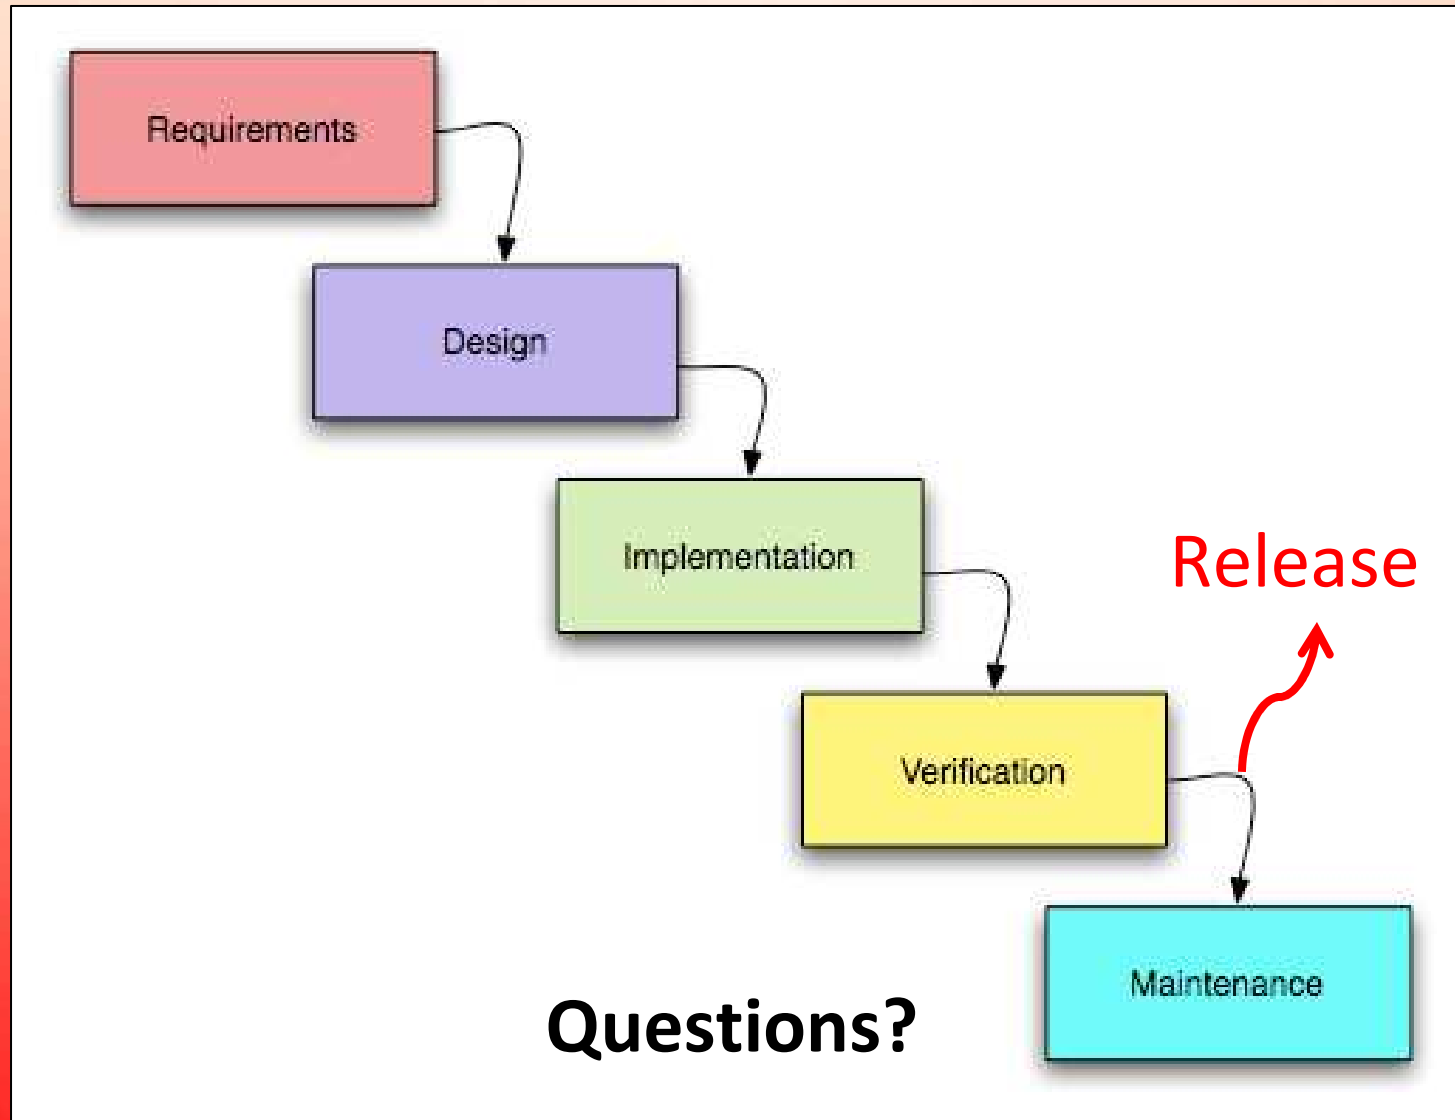 Requirements
Design
Implementation
Release
Verification
Maintenance
Questions?